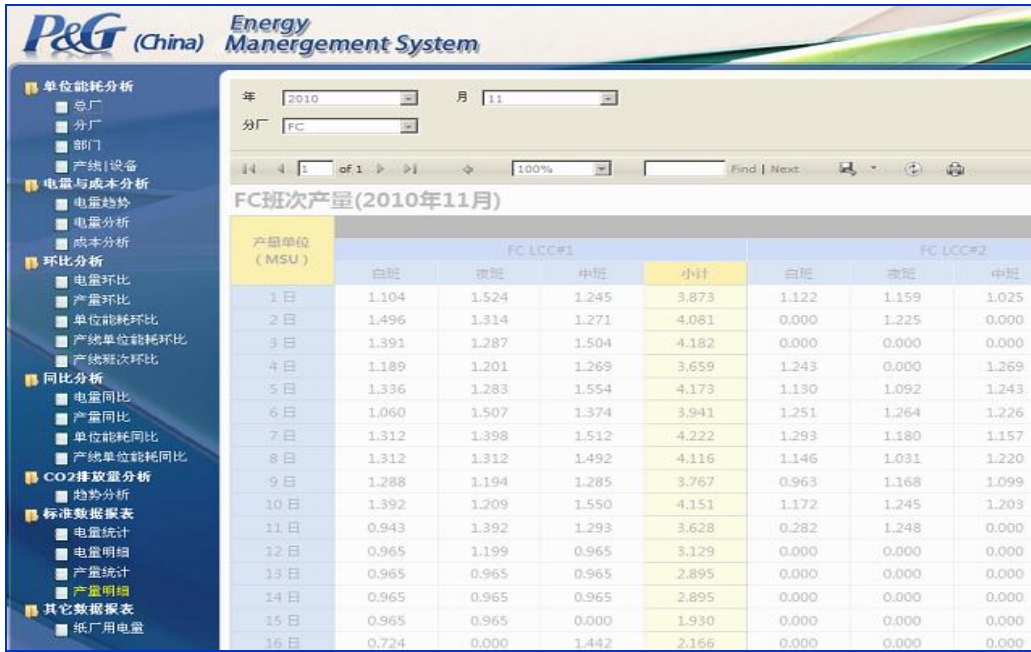 P&G (China) Energy
Manergement System
单位能耗分析
总厂
分厂
部门
产线|设备
电量与成本分析
电量趋势
电量分析
成本分析
环比分析
电量环比
产量环比
单位能耗环比
产线单位能耗环比
产线班次环比
同比分析
电量同比
产量同比
单位能耗同比
产线单位能耗同比
CO2排放量分析
趋势分析
标准数据报表
电量统计
电量明细
产量统计
产量明细
其它数据报表
纸厂用电量
年 2010 月 11
分厂 FC
1 of 1 100% Find | Next
FC班次产量(2010年11月)
产量单位
(MSU)
FC LCC#1 FC LCC#2
白班 夜班 中班 小计 白班 夜班 中班
1日 1.104 1.524 1.245 3.873 1.122 1.159 1.025
2日 1.496 1.314 1.271 4.081 0.000 1.225 0.000
3日 1.391 1.287 1.504 4.182 0.000 0.000 0.000
4日 1.189 1.201 1.269 3.659 1.243 0.000 1.269
5日 1.336 1.283 1.554 4.173 1.130 1.092 1.243
6日 1.060 1.507 1.374 3.941 1.251 1.264 1.226
7日 1.312 1.398 1.512 4.222 1.293 1.180 1.157
8日 1.312 1.312 1.492 4.116 1.146 1.031 1.220
9日 1.288 1.194 1.285 3.767 0.963 1.168 1.099
10日 1.392 1.209 1.550 4.151 1.172 1.245 1.203
11日 0.943 1.392 1.293 3.628 0.282 1.248 0.000
12日 0.965 1.199 0.965 3.129 0.000 0.000 0.000
13日 0.965 0.965 0.965 2.895 0.000 0.000 0.000
14日 0.965 0.965 0.965 2.895 0.000 0.000 0.000
15日 0.965 0.965 0.000 1.930 0.000 0.000 0.000
16日 0.724 0.000 1.442 2.166 0.000 0.000 0.000